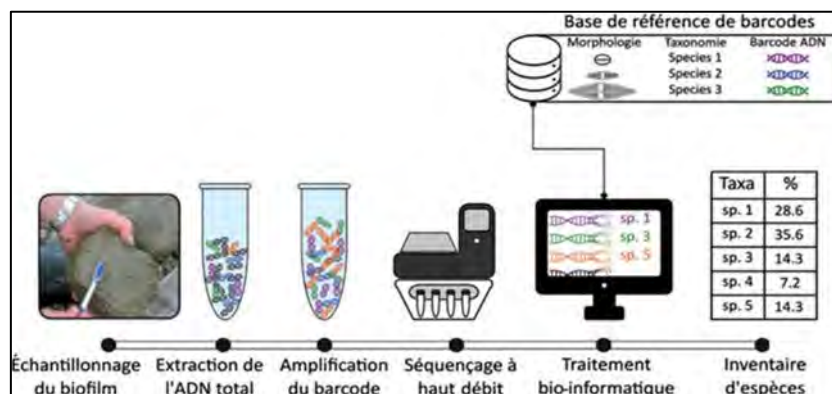 Base de référence de barcodes
Morphologie Taxonomie Barcode ADN
Species 1
Species 2
Species 3
sp. 1
sp. 3
sp. 5
Taxa %
sp. 1 28.6
sp. 2 35.6
sp. 3 14.3
sp. 4 7.2
sp. 5 14.3
Échantillonnage du biofilm
Extraction de l'ADN total
Amplification du barcode
Séquençage à haut débit
Traitement bio-informatique
Inventaire d'espèces